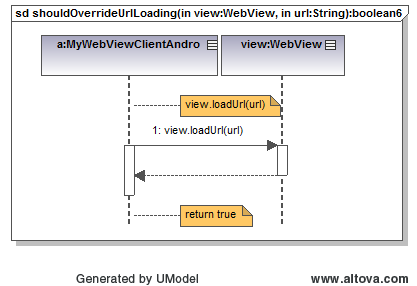 sd shouldOverrideUrlLoading(in view:WebView, in url:String):boolean6
a:MyWebViewClientAndro
view:WebView
view.loadUrl(url)
1: view.loadUrl(url)
return true
Generated by UModel
www.altova.com